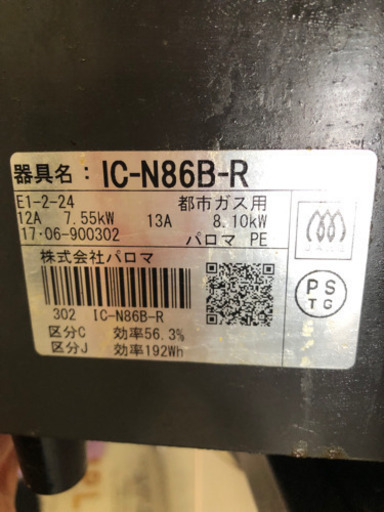 器具名： IC-N86B-R
E1-2-24 都市ガス用
12A 7.55kW 13A 8.10kW
17・06-900302 パロマ PE
株式会社パロマ
302 IC-N86B-R
区分C 効率56.3%
区分J 効率192Wh
PS
TG